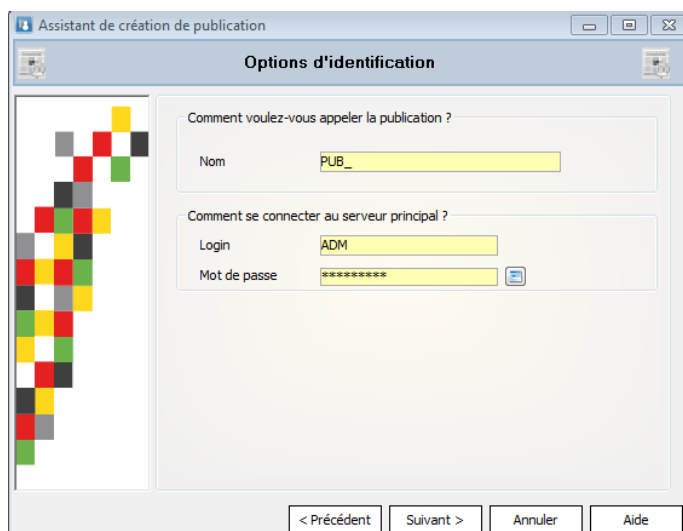 Assistant de création de publication
Options d'identification
Comment voulez-vous appeler la publication ?
Nom PUB_
Comment se connecter au serveur principal ?
Login ADM
Mot de passe *********
< Précédent Suivant > Annuler Aide